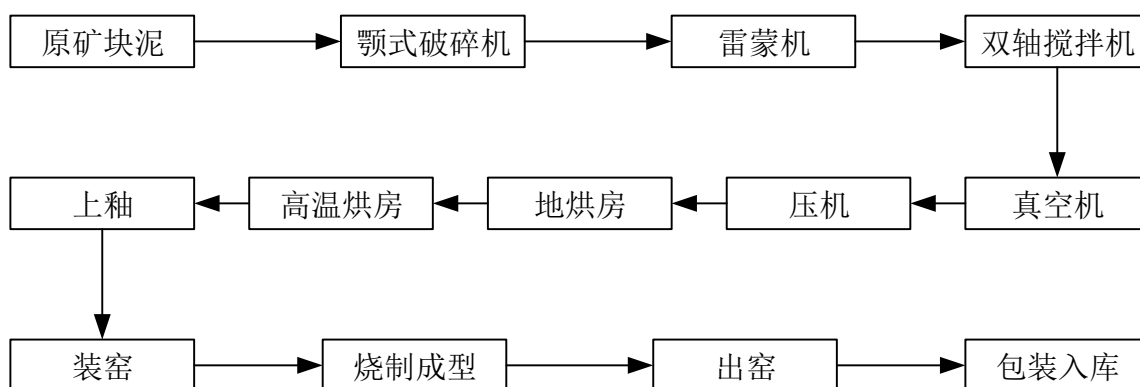 原矿块泥
颚式破碎机
雷蒙机
双轴搅拌机
真空机
压机
地烘房
高温烘房
上釉
装窑
烧制成型
出窑
包装入库